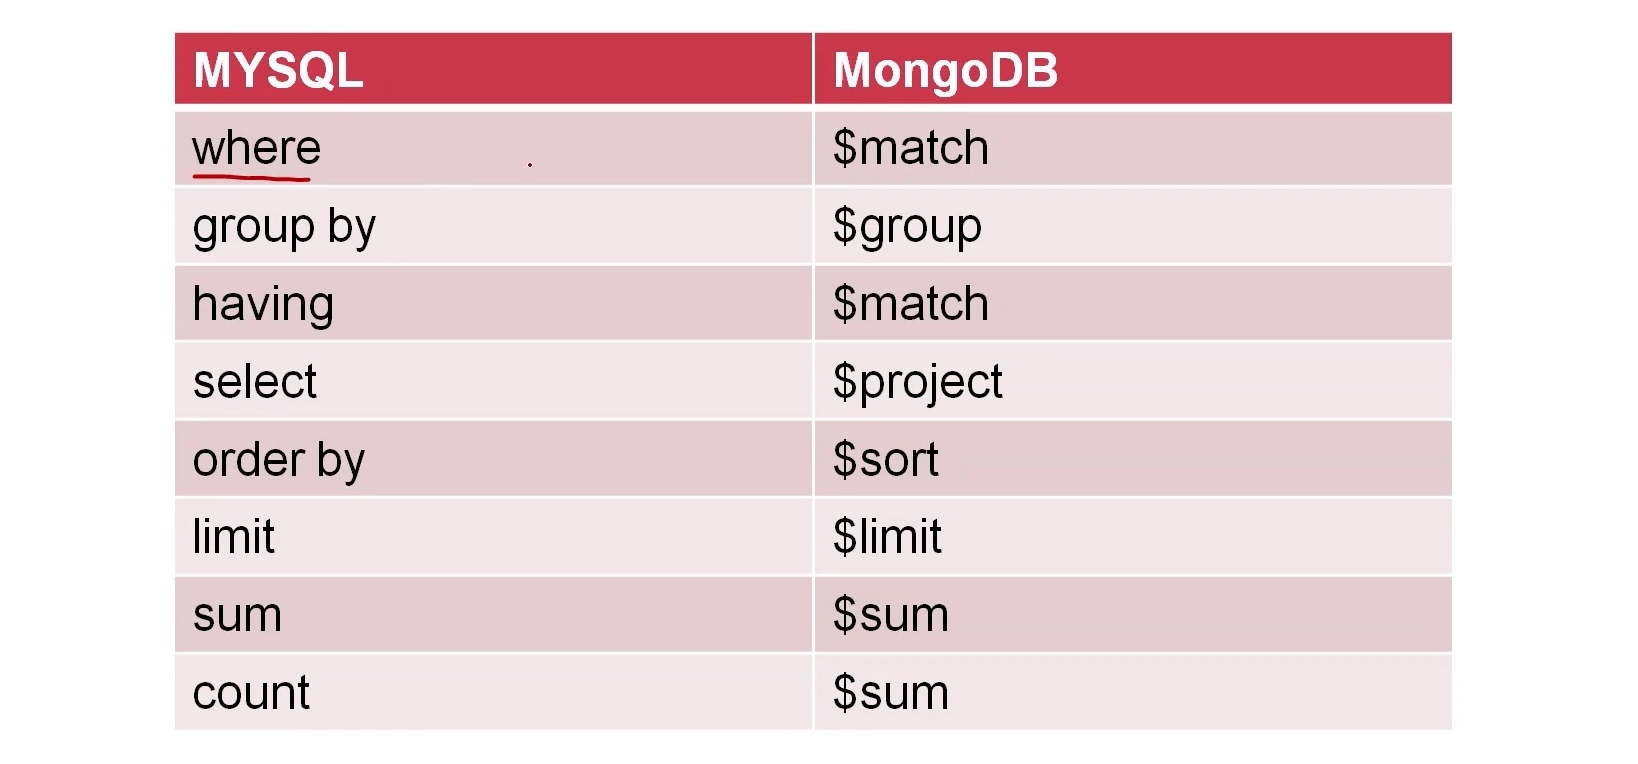 MYSQL MongoDB
where $match
group by $group
having $match
select $project
order by $sort
limit $limit
sum $sum
count $sum